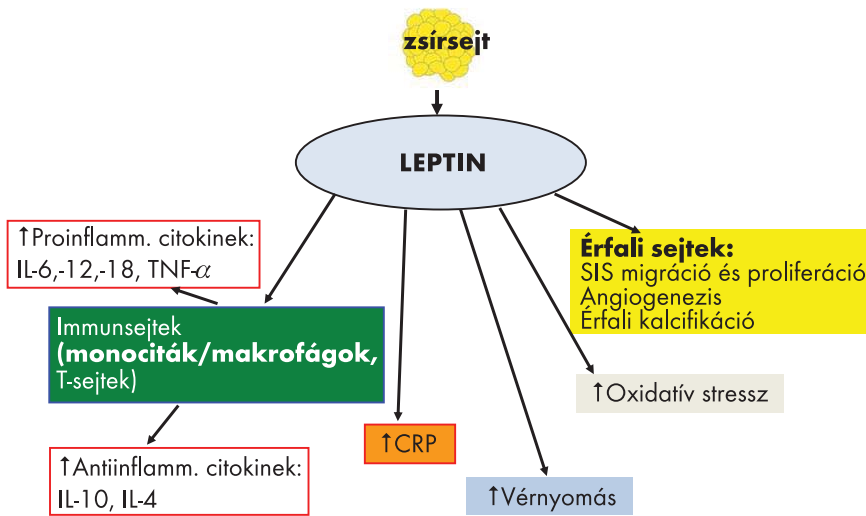 zsírsejt
LEPTIN
↑Proinflamm. citokinek:
IL-6,-12,-18, TNF-α
Immunsejtek
(monociták/makrofágok,
T-sejtek)
↑Antiinflamm. citokinek:
IL-10, IL-4
↑CRP
↑Vérnyomás
↑Oxidatív stressz
Érfali sejtek:
SIS migráció és proliferáció
Angiogenezis
Érfali kalcifikáció